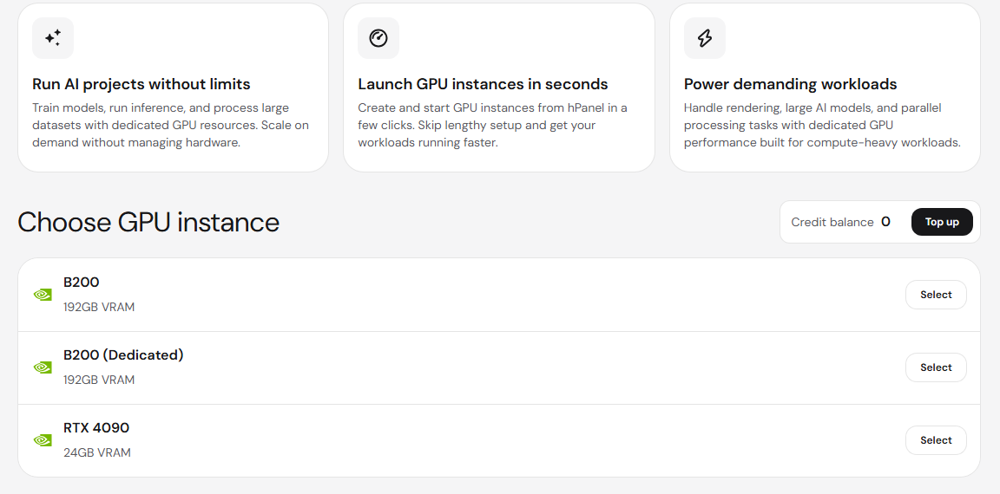 Run AI projects without limits
Train models, run inference, and process large
datasets with dedicated GPU resources. Scale on
demand without managing hardware.
Launch GPU instances in seconds
Create and start GPU instances from hPanel in a
few clicks. Skip lengthy setup and get your
workloads running faster.
Power demanding workloads
Handle rendering, large AI models, and parallel
processing tasks with dedicated GPU
performance built for compute-heavy workloads.
Choose GPU instance
Credit balance 0
Top up
B200
192GB VRAM
Select
B200 (Dedicated)
192GB VRAM
Select
RTX 4090
24GB VRAM
Select